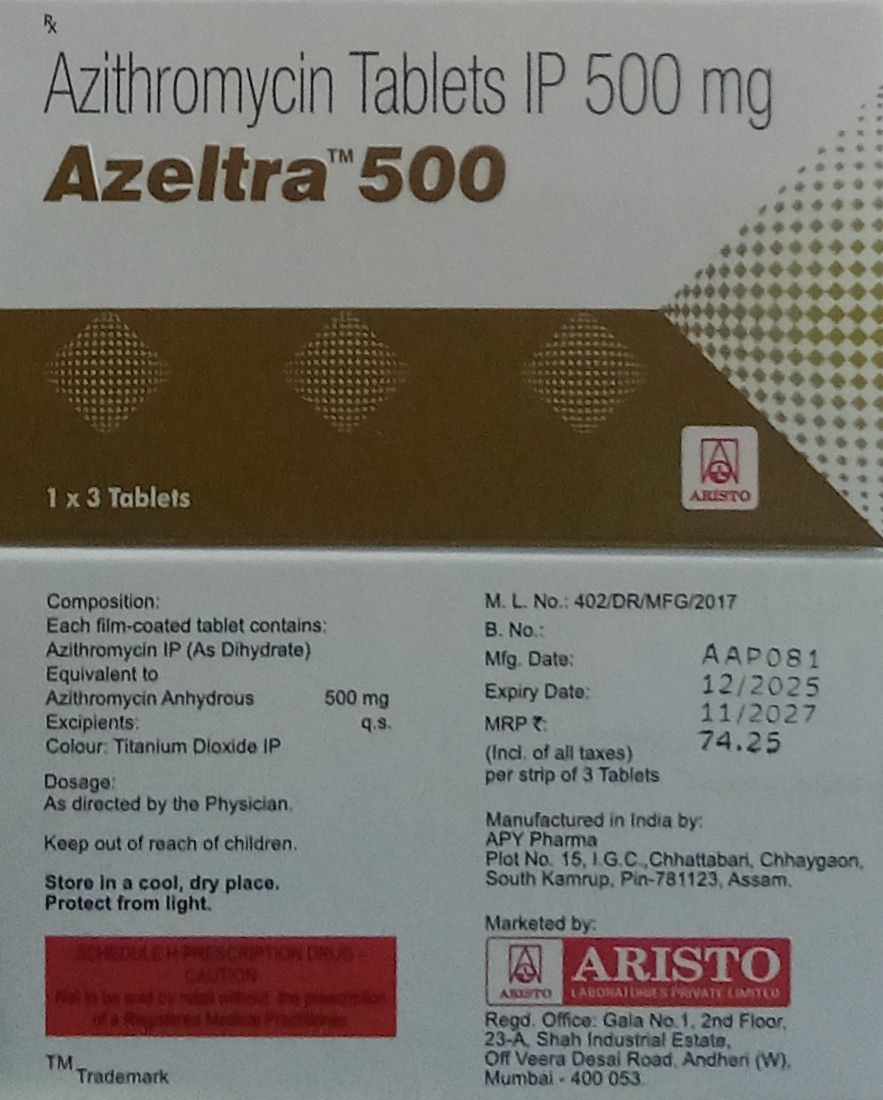 Rx
Azithromycin Tablets IP 500 mg
Azeltra™ 500
1 x 3 Tablets
ARISTO
Composition:
Each film-coated tablet contains:
Azithromycin IP (As Dihydrate)
Equivalent to
Azithromycin Anhydrous 500 mg
Excipients: q.s.
Colour: Titanium Dioxide IP
Dosage:
As directed by the Physician.
Keep out of reach of children.
Store in a cool, dry place.
Protect from light.
SCHEDULE H PRESCRIPTION DRUG -
CAUTION
Not to be sold by retail without the prescription
of a Registered Medical Practitioner.
TM Trademark
M. L. No.: 402/DR/MFG/2017
B. No.:
Mfg. Date: AAP081
Expiry Date: 12/2025
MRP ₹: 11/2027
(Incl. of all taxes) 74.25
per strip of 3 Tablets
Manufactured in India by:
APY Pharma
Plot No. 15, I.G.C.,Chhattabari, Chhaygaon,
South Kamrup, Pin-781123, Assam.
Marketed by:
ARISTO
ARISTO
LABORATORIES PRIVATE LIMITED
Regd. Office: Gala No.1, 2nd Floor,
23-A, Shah Industrial Estate,
Off Veera Desai Road, Andheri (W),
Mumbai - 400 053.